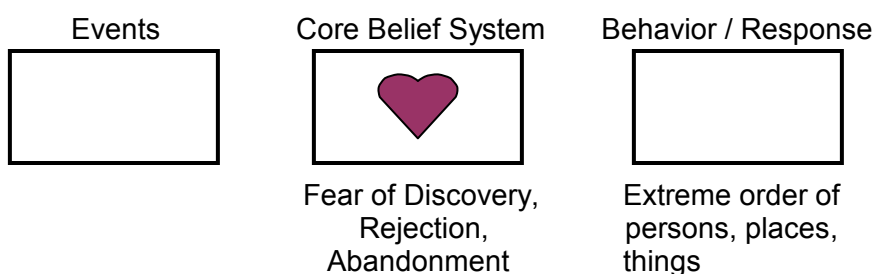 Events
Core Belief System
Behavior / Response
Fear of Discovery,
Rejection,
Abandonment
Extreme order of
persons, places,
things